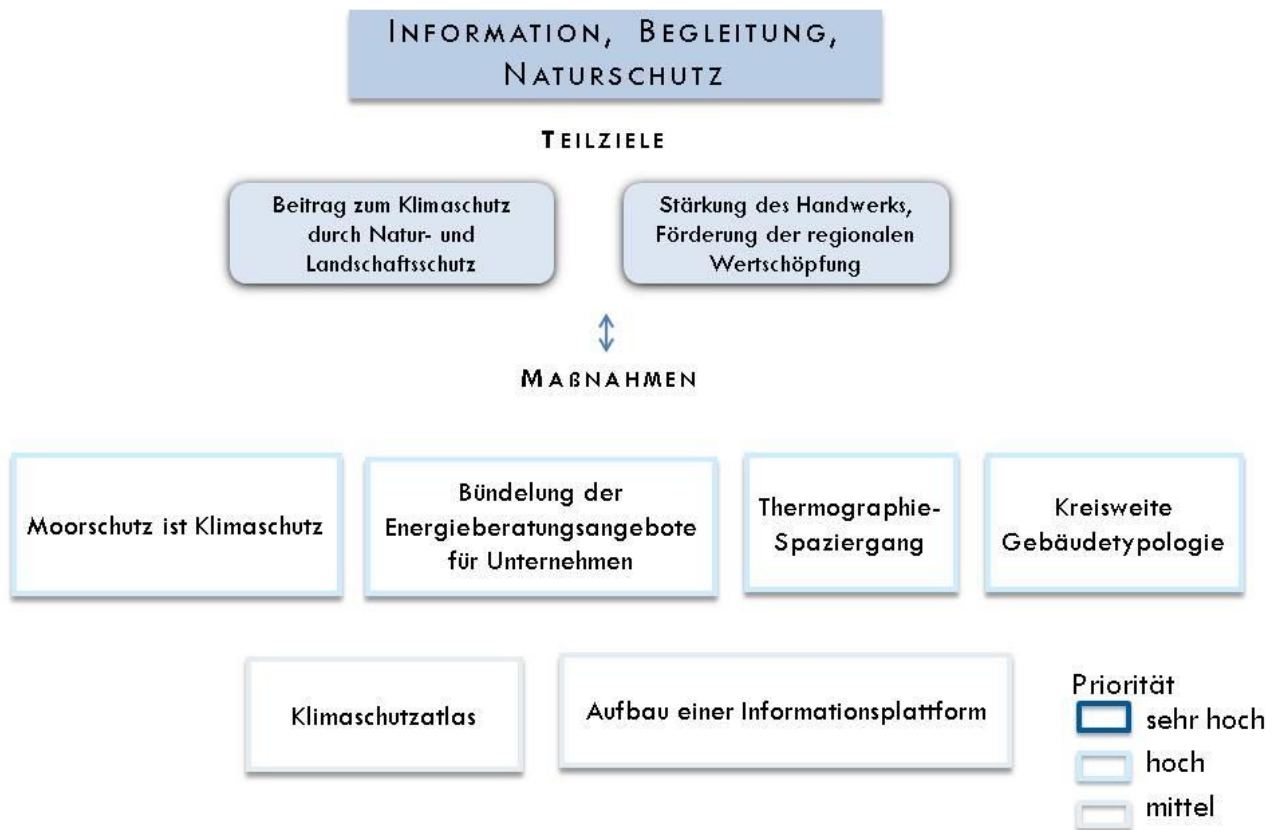 INFORMATION, BEGLEITUNG,
NATURSCHUTZ
TEILZIELE
Beitrag zum Klimaschutz
durch Natur- und
Landschaftsschutz
Stärkung des Handwerks,
Förderung der regionalen
Wertschöpfung
MAßNAHMEN
Moorschutz ist Klimaschutz
Bündelung der
Energieberatungsangebote
für Unternehmen
Thermographie-
Spaziergang
Kreisweite
Gebäudetypologie
Klimaschutzatlas
Aufbau einer Informationsplattform
Priorität
sehr hoch
hoch
mittel